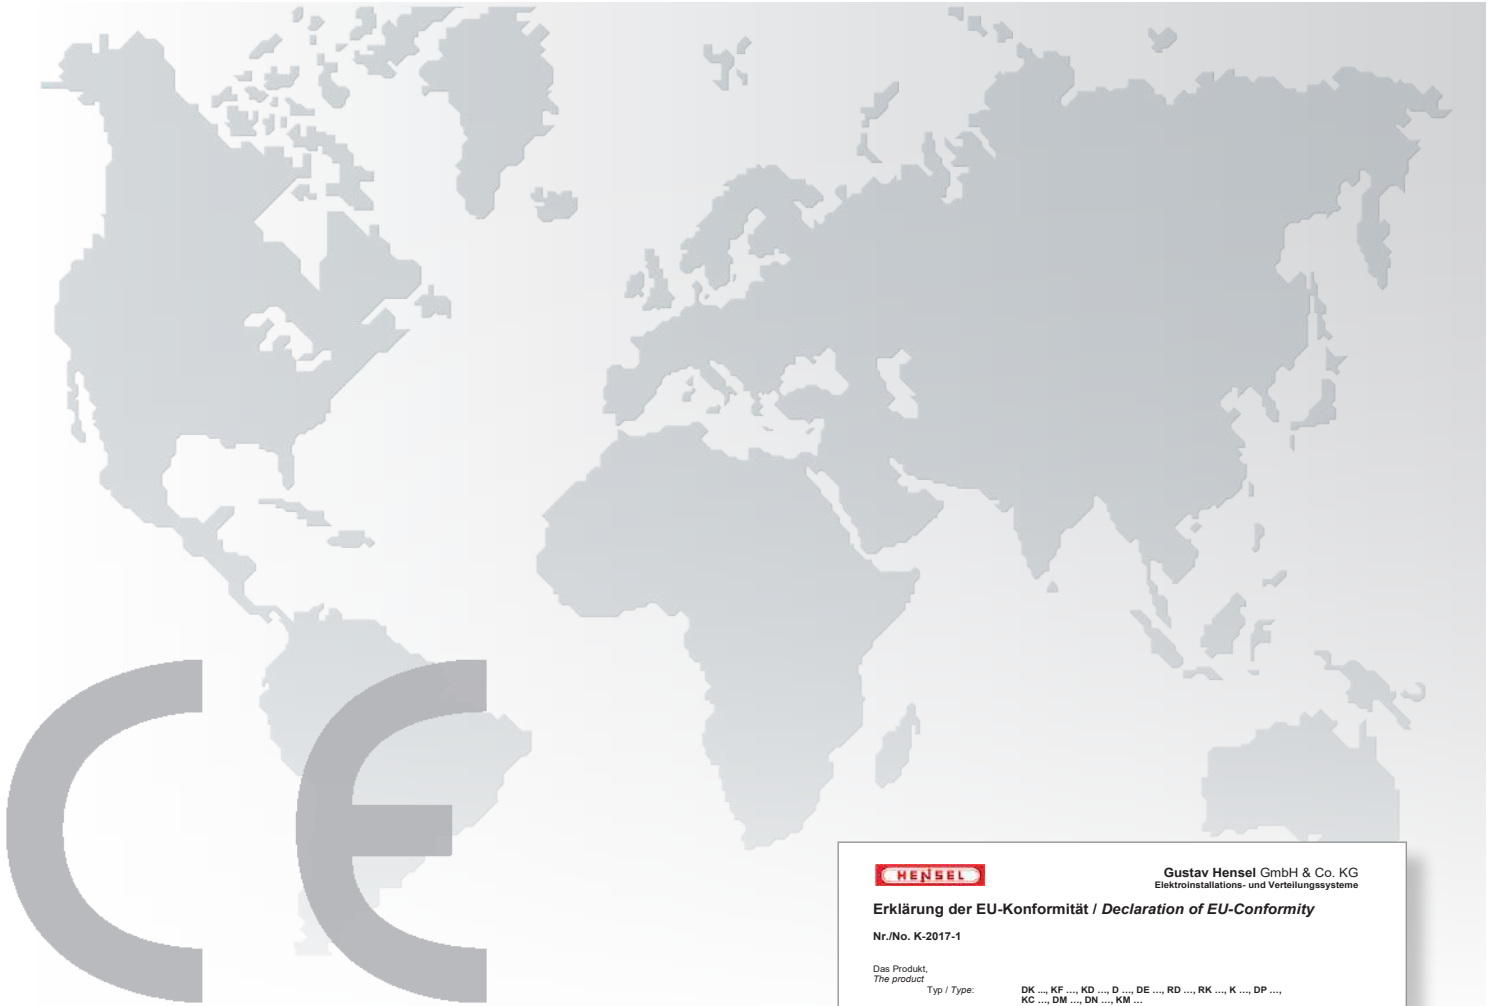 CE
HENSEL
Gustav Hensel GmbH & Co. KG
Elektroinstallations- und Verteilungssysteme
Erklärung der EU-Konformität / Declaration of EU-Conformity
Nr./No. K-2017-1
Das Produkt,
The product
Typ / Type: DK ..., KF ..., KD ..., D ..., DE ..., RD ..., RK ..., K ..., DP ...,
KC ..., DM ..., DN ..., KM ...